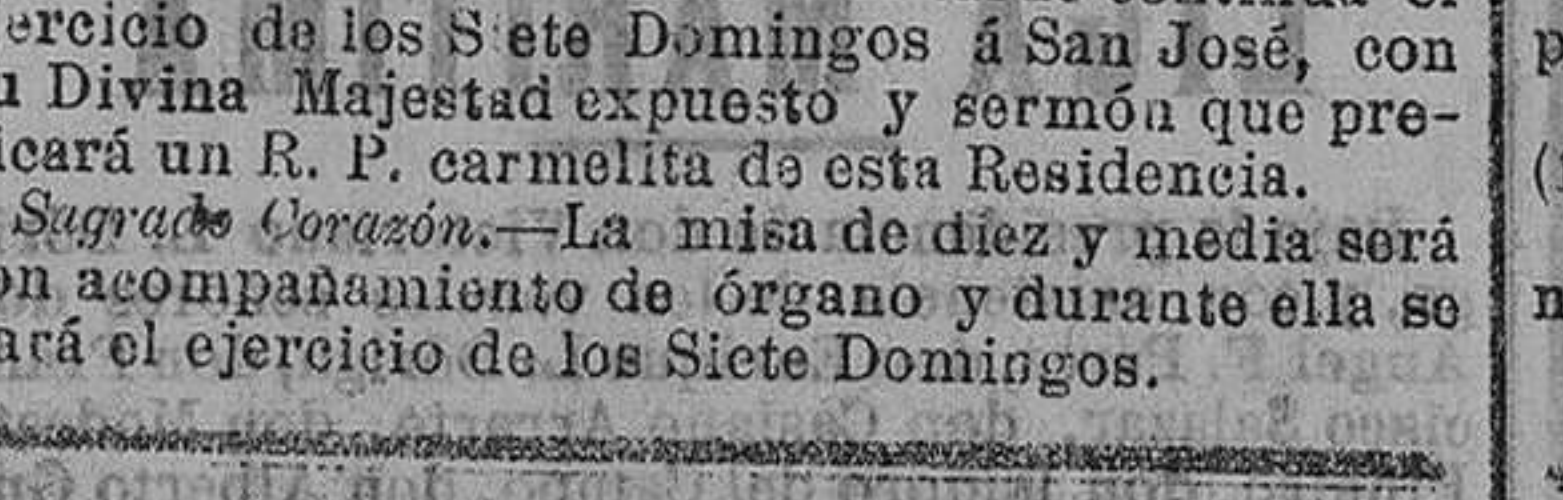 ercicio de los Siete Domingos á San José, con
u Divina Majestad expuesto y sermón que pre-
icará un R. P. carmelita de esta Residencia.
Sagrado Corazón.—La misa de diez y media será
on acompañamiento de órgano y durante ella se
ará el ejercicio de los Siete Domingos.